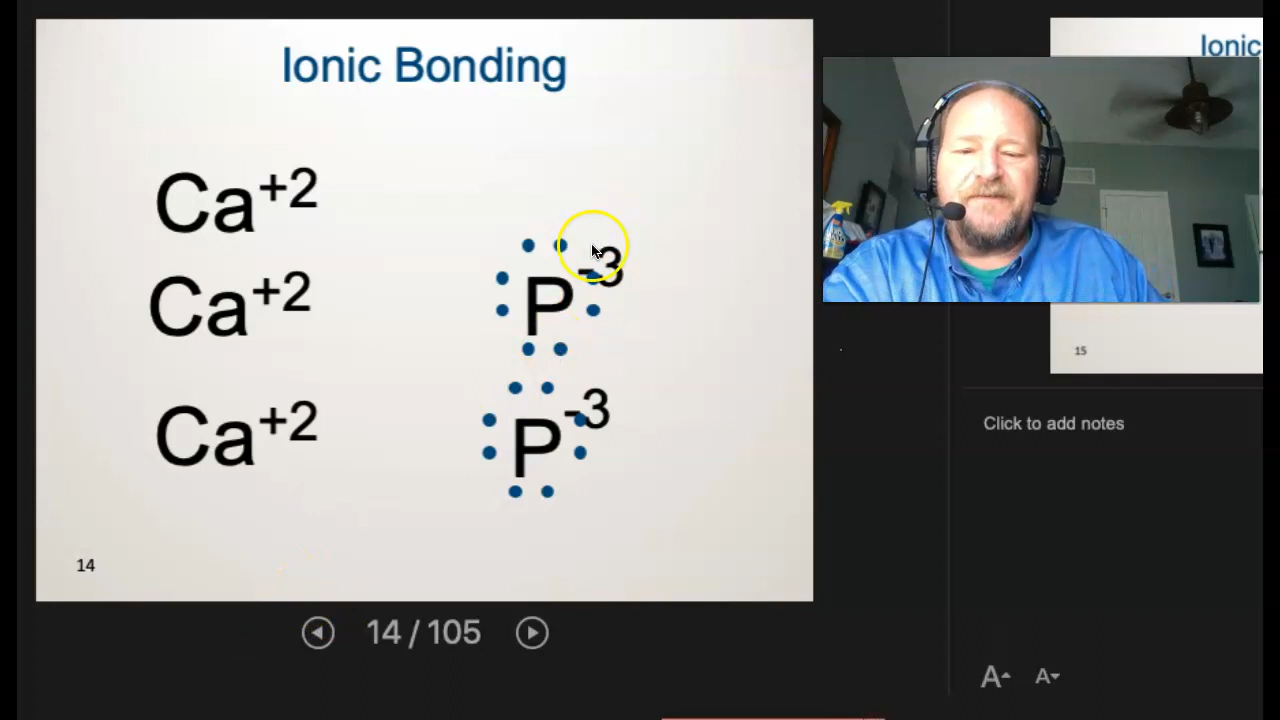 Ionic Bonding
Ca+2
Ca+2
P-3
Ca+2
P-3
14
14 / 105
Ionic
15
Click to add notes
A
A